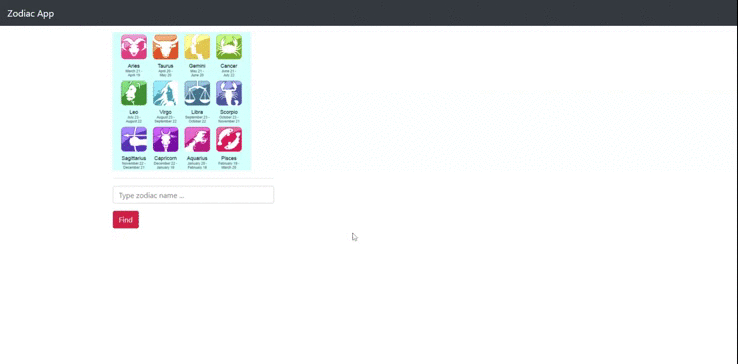 Zodiac App
Aries Taurus Gemini Cancer
March 21 - April 20 - May 21 - June 21 -
April 19 May 20 June 20 July 22
Leo Virgo Libra Scorpio
July 23 - August 23 - September 23 - October 23 -
August 22 September 22 October 22 November 21
Sagittarius Capricorn Aquarius Pisces
November 22 - December 22 - January 20 - February 19 -
December 21 January 19 February 18 March 20
Type zodiac name ...
Find